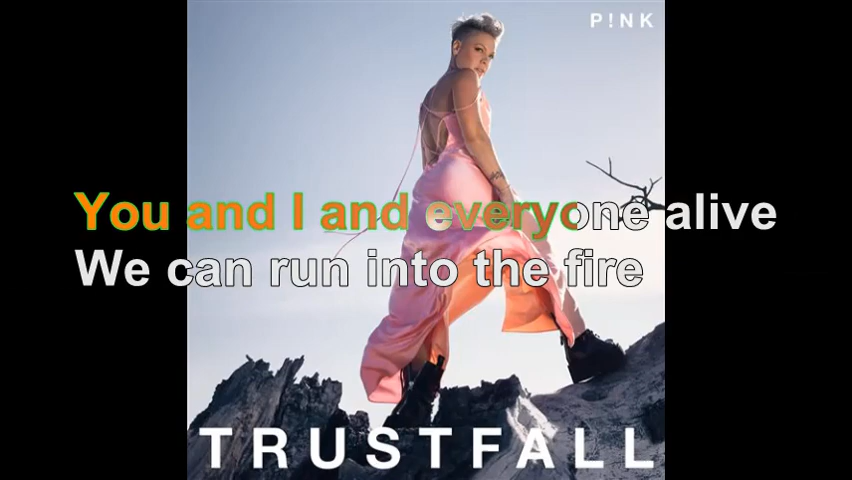 P!NK
You and I and everyone alive
We can run into the fire
TRUSTFALL